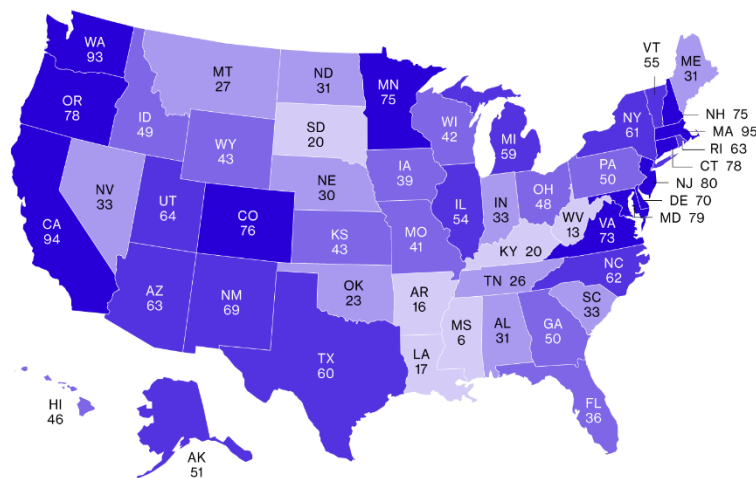 WA
93
OR
78
CA
94
NV
33
ID
49
MT
27
WY
43
UT
64
AZ
63
CO
76
NM
69
ND
31
SD
20
NE
30
KS
43
OK
23
TX
60
MN
75
IA
39
MO
41
AR
16
LA
17
WI
42
IL
54
MS
6
MI
59
IN
33
KY 20
TN 26
AL
31
OH
48
WV
13
GA
50
FL
36
SC
33
NC
62
VA
73
PA
50
NY
61
VT
55
ME
31
NH 75
MA 95
RI 63
CT 78
NJ 80
DE 70
MD 79
HI
46
AK
51